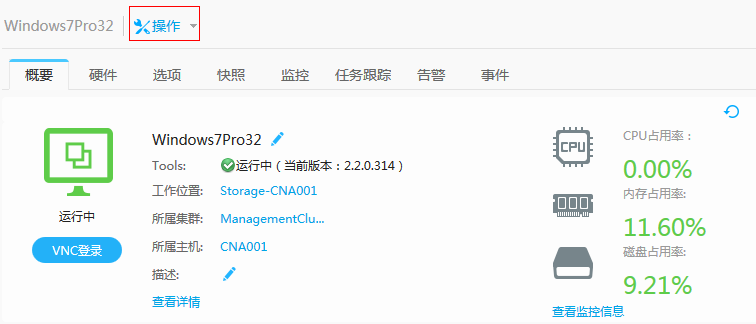 Windows7Pro32 操作
概要 硬件 选项 快照 监控 任务跟踪 告警 事件
Windows7Pro32
Tools: 运行中（当前版本：2.2.0.314）
工作位置: Storage-CNA001
所属集群: ManagementClu...
所属主机: CNA001
描述:
查看详情
运行中
VNC登录
CPU
CPU占用率：
0.00%
内存占用率:
11.60%
磁盘占用率:
9.21%
查看监控信息